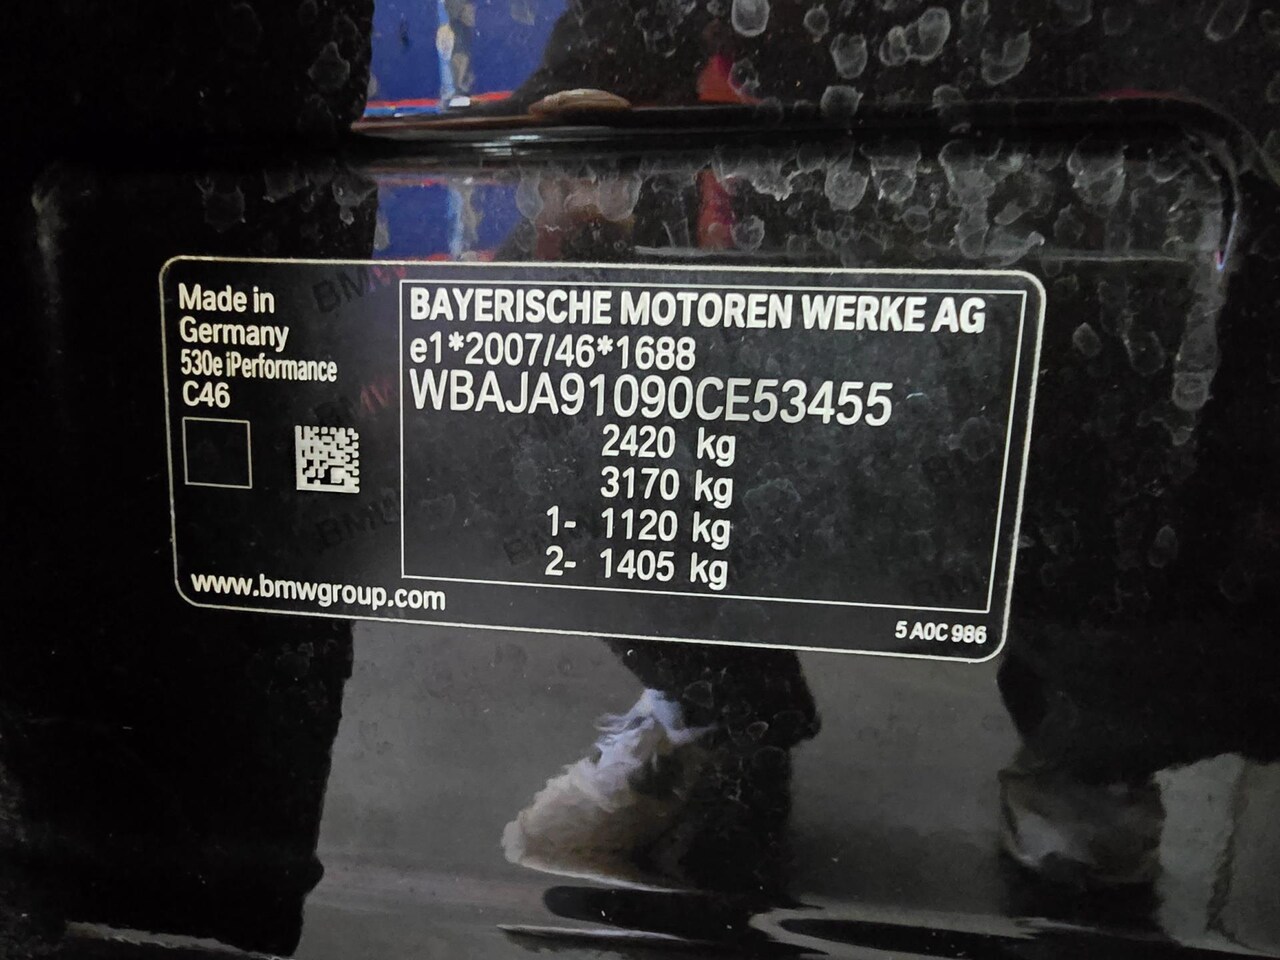 Made in
Germany
530e iPerformance
C46
BAYERISCHE MOTOREN WERKE AG
e1*2007/46*1688
WBAJA91090CE53455
2420 kg
3170 kg
1- 1120 kg
2- 1405 kg
www.bmwgroup.com
5 A0C 986